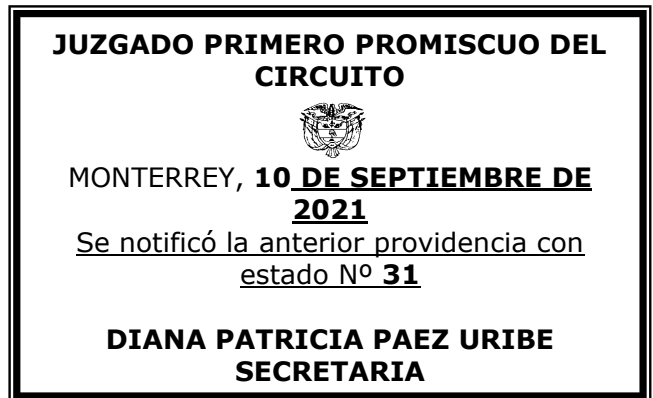 JUZGADO PRIMERO PROMISCUO DEL
CIRCUITO
MONTERREY, 10 DE SEPTIEMBRE DE
2021
Se notificó la anterior providencia con
estado Nº 31
DIANA PATRICIA PAEZ URIBE
SECRETARIA